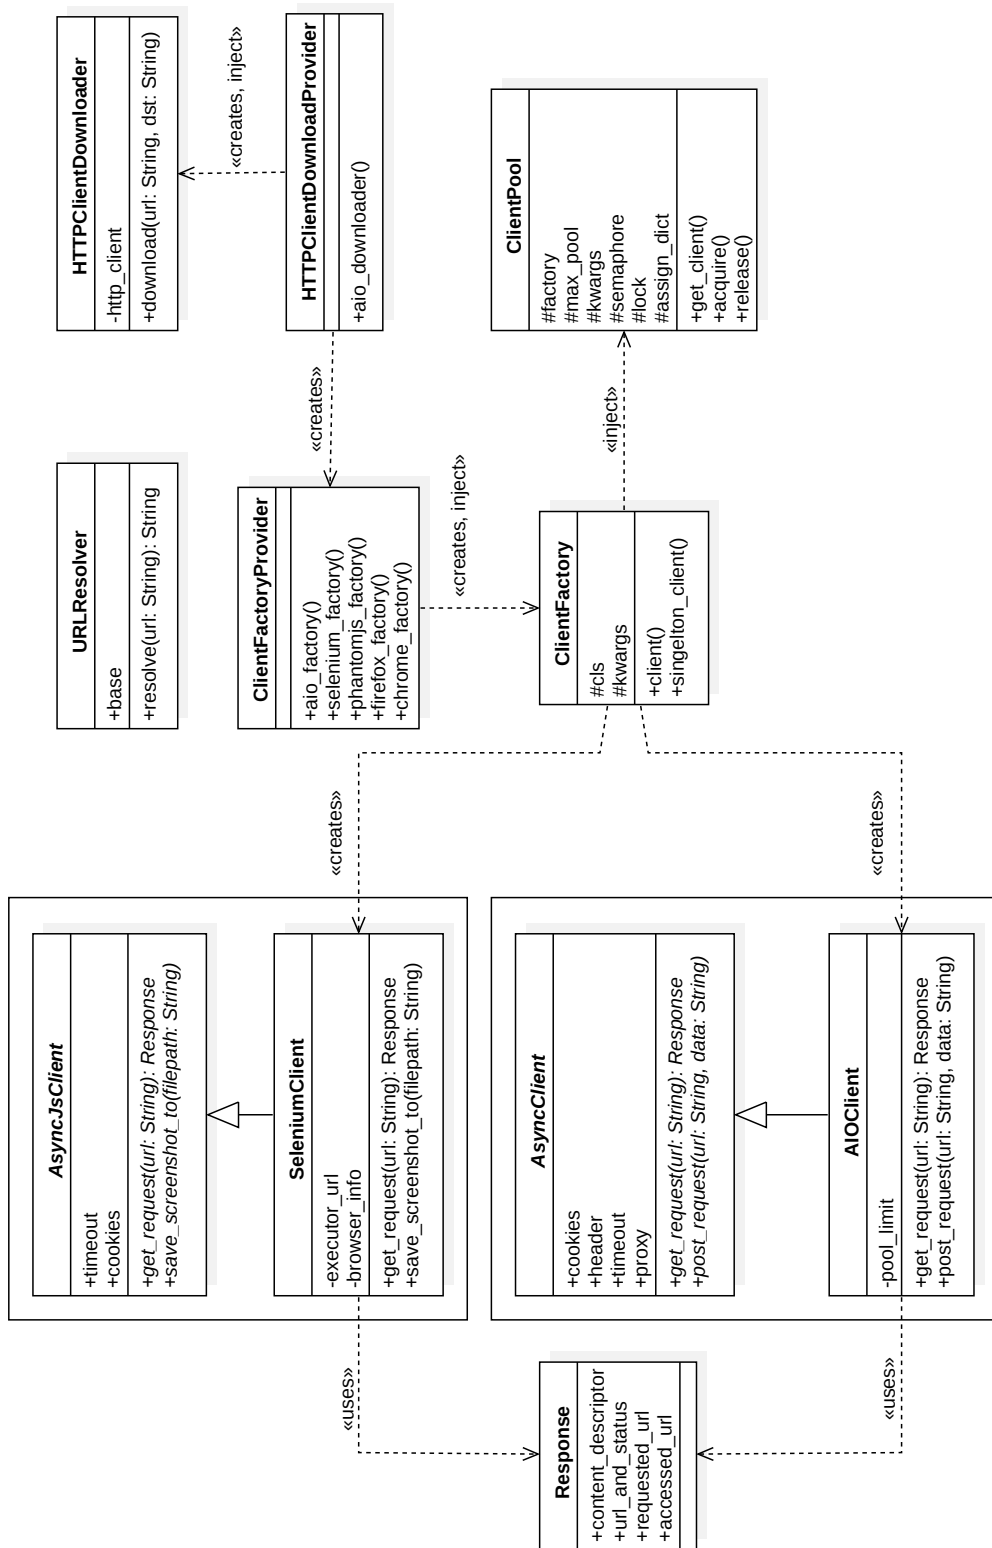 Response
+content_descriptor
+url_and_status
+requested_url
+accessed_url
«uses»
«uses»
AsyncJsClient
+timeout
+cookies
+get_request(url: String): Response
+save_screenshot_to(filepath: String)
SeleniumClient
-executor_url
-browser_info
+get_request(url: String): Response
+save_screenshot_to(filepath: String)
AsyncClient
+cookies
+header
+timeout
+proxy
+get_request(url: String): Response
+post_request(url: String, data: String)
AIOClient
-pool_limit
+get_request(url: String): Response
+post_request(url: String, data: String)
«creates»
«creates»
URLResolver
+base
+resolve(url: String): String
ClientFactoryProvider
+aio_factory()
+selenium_factory()
+phantomjs_factory()
+firefox_factory()
+chrome_factory()
«creates, inject»
ClientFactory
#cls
#kwargs
+client()
+singelton_client()
«creates»
«inject»
HTTPClientDownloader
-http_client
+download(url: String, dst: String)
«creates, inject»
HTTPClientDownloadProvider
+aio_downloader()
ClientPool
#factory
#max_pool
#kwargs
#semaphore
#lock
#assign_dict
+get_client()
+acquire()
+release()